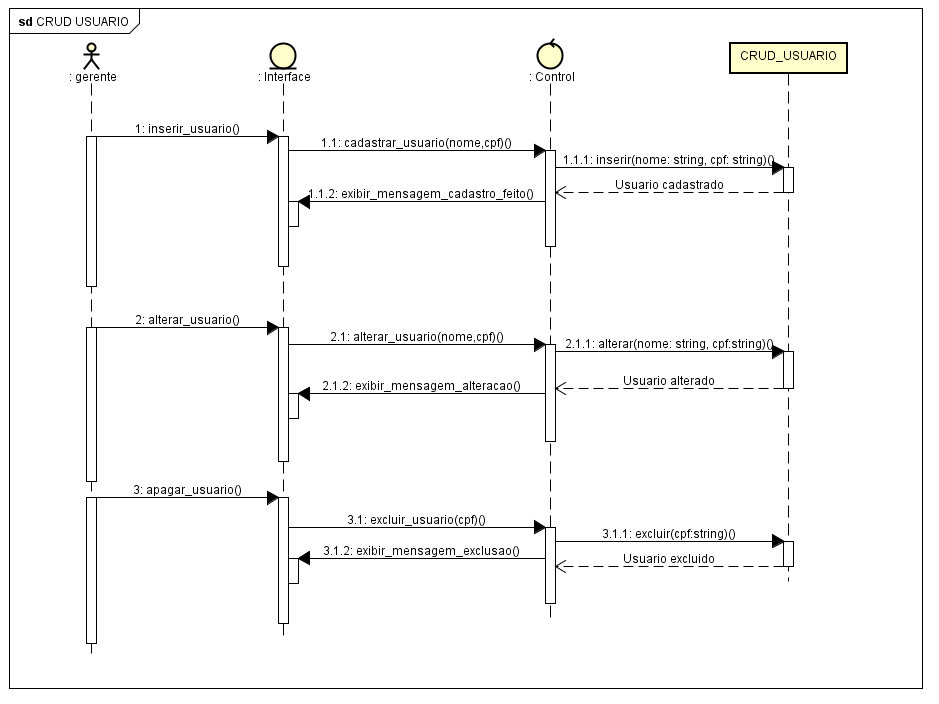 sd CRUD USUARIO
: gerente
: Interface
: Control
CRUD_USUARIO
1: inserir_usuario()
1.1: cadastrar_usuario(nome,cpf)()
1.1.1: inserir(nome: string, cpf: string)()
Usuario cadastrado
1.1.2: exibir_mensagem_cadastro_feito()
2: alterar_usuario()
2.1: alterar_usuario(nome,cpf)()
2.1.1: alterar(nome: string, cpf:string)()
Usuario alterado
2.1.2: exibir_mensagem_alteracao()
3: apagar_usuario()
3.1: excluir_usuario(cpf)()
3.1.1: excluir(cpf:string)()
3.1.2: exibir_mensagem_exclusao()
Usuario excluido